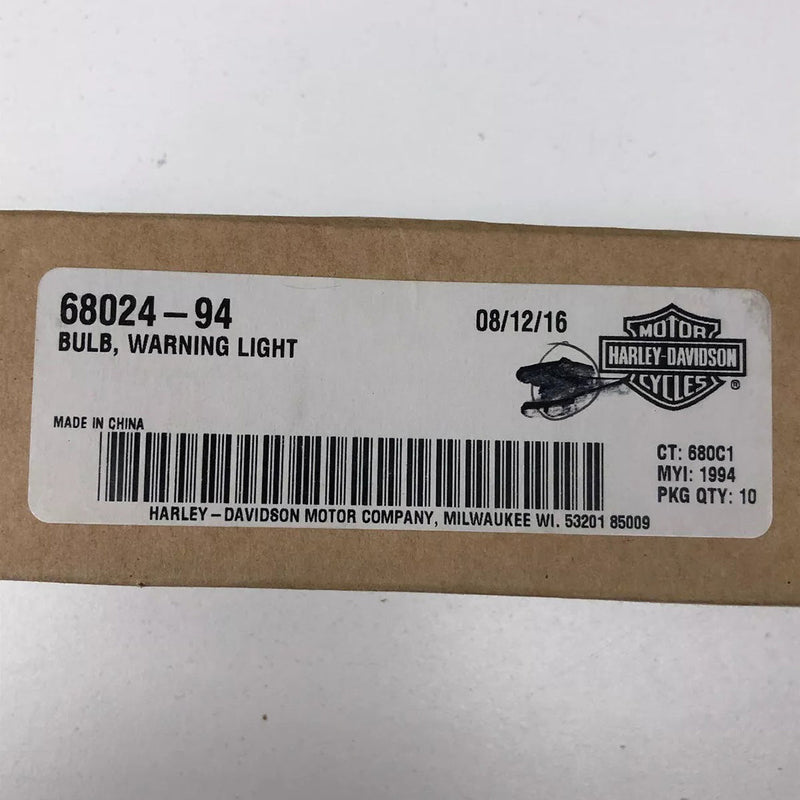 68024-94
BULB, WARNING LIGHT
08/12/16
MOTOR
HARLEY-DAVIDSON
CYCLES
®
MADE IN CHINA
CT: 680C1
MYI: 1994
PKG QTY: 10
HARLEY-DAVIDSON MOTOR COMPANY, MILWAUKEE WI. 53201 85009